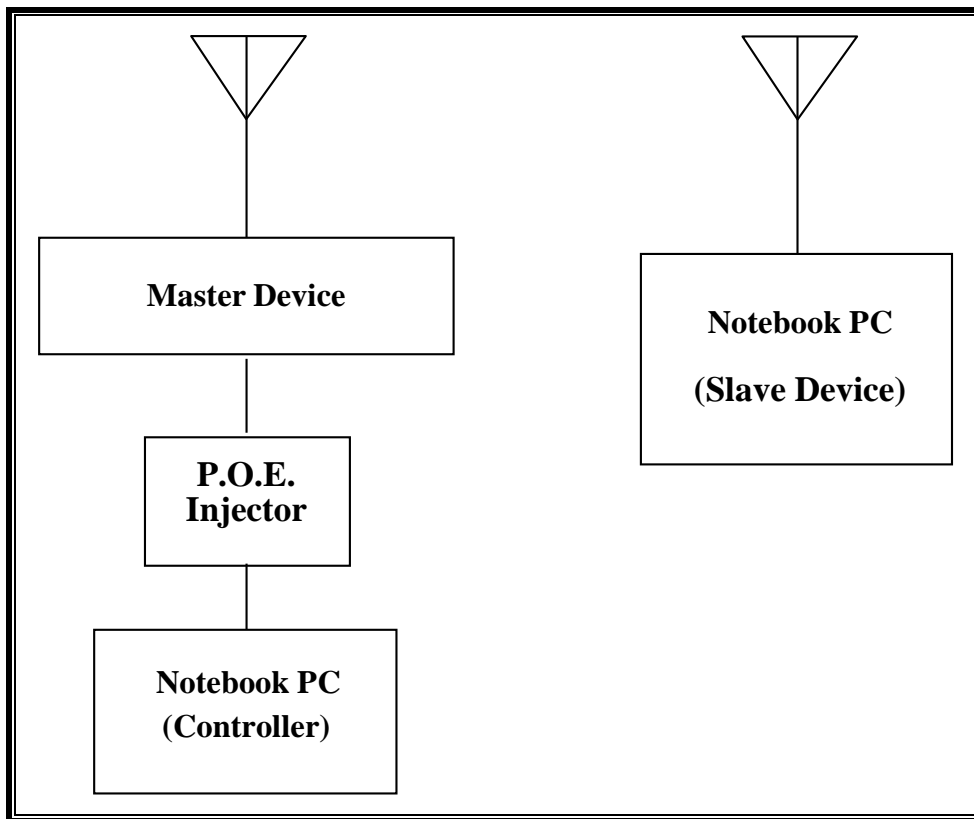 Master Device
P.O.E.
Injector
Notebook PC
(Controller)
Notebook PC
(Slave Device)